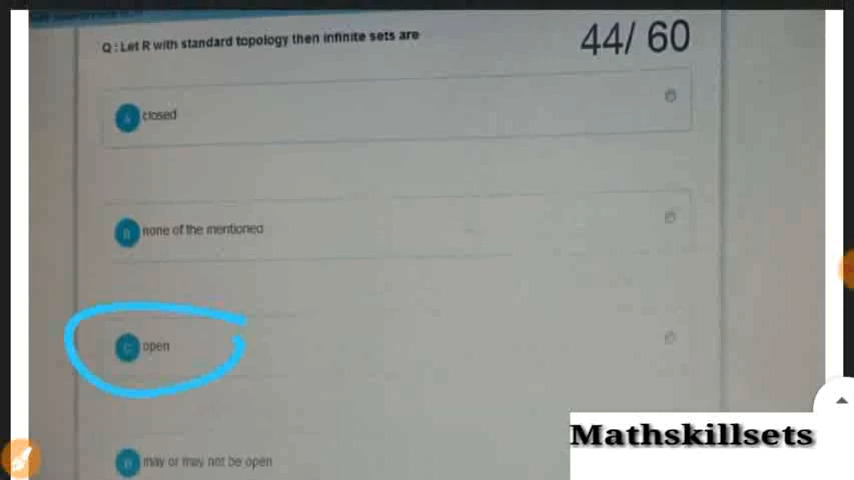 Q : Let R with standard topology then infinite sets are
44/ 60
A closed
B none of the mentioned
C open
may or may not be open
Mathskillsets